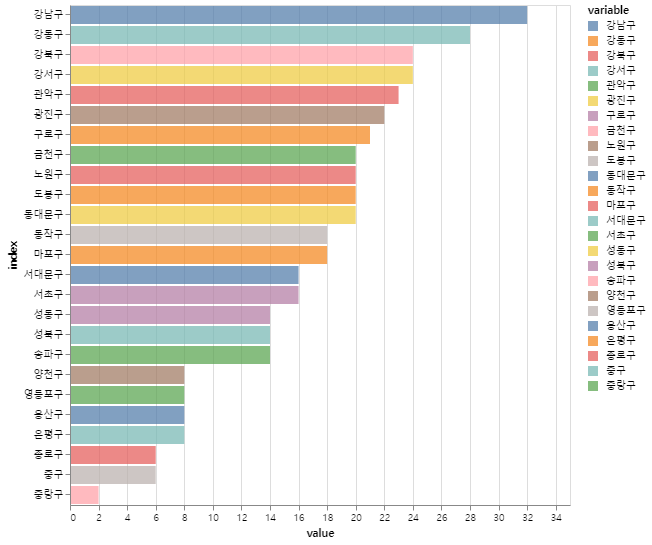 강남구
강동구
강북구
강서구
관악구
광진구
구로구
금천구
노원구
도봉구
동대문구
동작구
마포구
서대문구
서초구
성동구
성북구
송파구
양천구
영등포구
용산구
은평구
종로구
중구
중랑구
index
0 2 4 6 8 10 12 14 16 18 20 22 24 26 28 30 32 34
value
variable
강남구
강동구
강북구
강서구
관악구
광진구
구로구
금천구
노원구
도봉구
동대문구
동작구
마포구
서대문구
서초구
성동구
성북구
송파구
양천구
영등포구
용산구
은평구
종로구
중구
중랑구